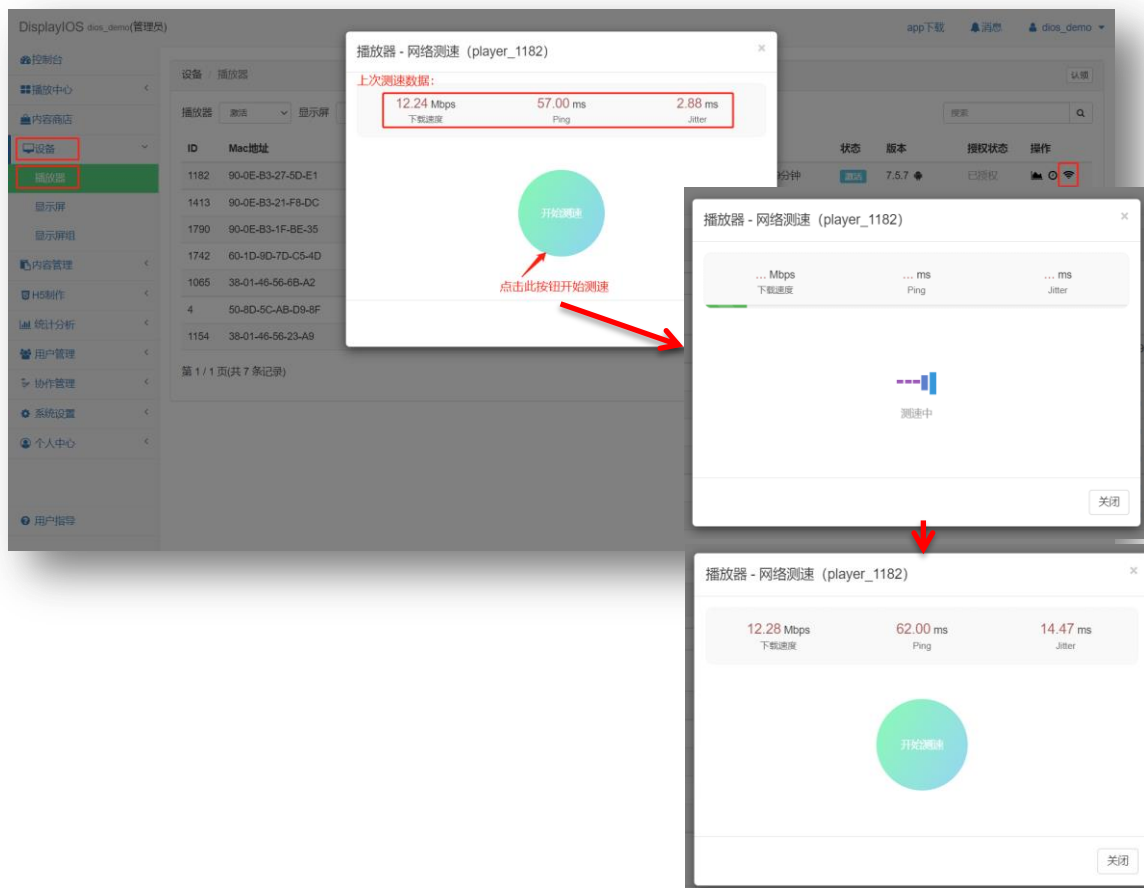 DisplayIOS dios_demo(管理员)
app下载 消息 dios_demo
控制台
播放中心
内容商店
设备
播放器
显示屏
显示屏组
内容管理
H5制作
统计分析
用户管理
协作管理
系统设置
个人中心
用户指导
设备 / 播放器 认领
播放器 激活 显示屏 搜索
ID Mac地址 状态 版本 授权状态 操作
1182 90-0E-B3-27-5D-E1 分钟 激活 7.5.7 已授权
1413 90-0E-B3-21-F8-DC
1790 90-0E-B3-1F-BE-35
1742 60-1D-9D-7D-C5-4D
1065 38-01-46-56-6B-A2
4 50-8D-5C-AB-D9-8F
1154 38-01-46-56-23-A9
第 1 / 1 页(共 7 条记录)
播放器 - 网络测速（player_1182） ×
上次测速数据:
12.24 Mbps 57.00 ms 2.88 ms
下载速度 Ping Jitter
开始测速
点击此按钮开始测速
播放器 - 网络测速（player_1182） ×
... Mbps ... ms ... ms
下载速度 Ping Jitter
测速中
关闭
播放器 - 网络测速（player_1182） ×
12.28 Mbps 62.00 ms 14.47 ms
下载速度 Ping Jitter
开始测速
关闭